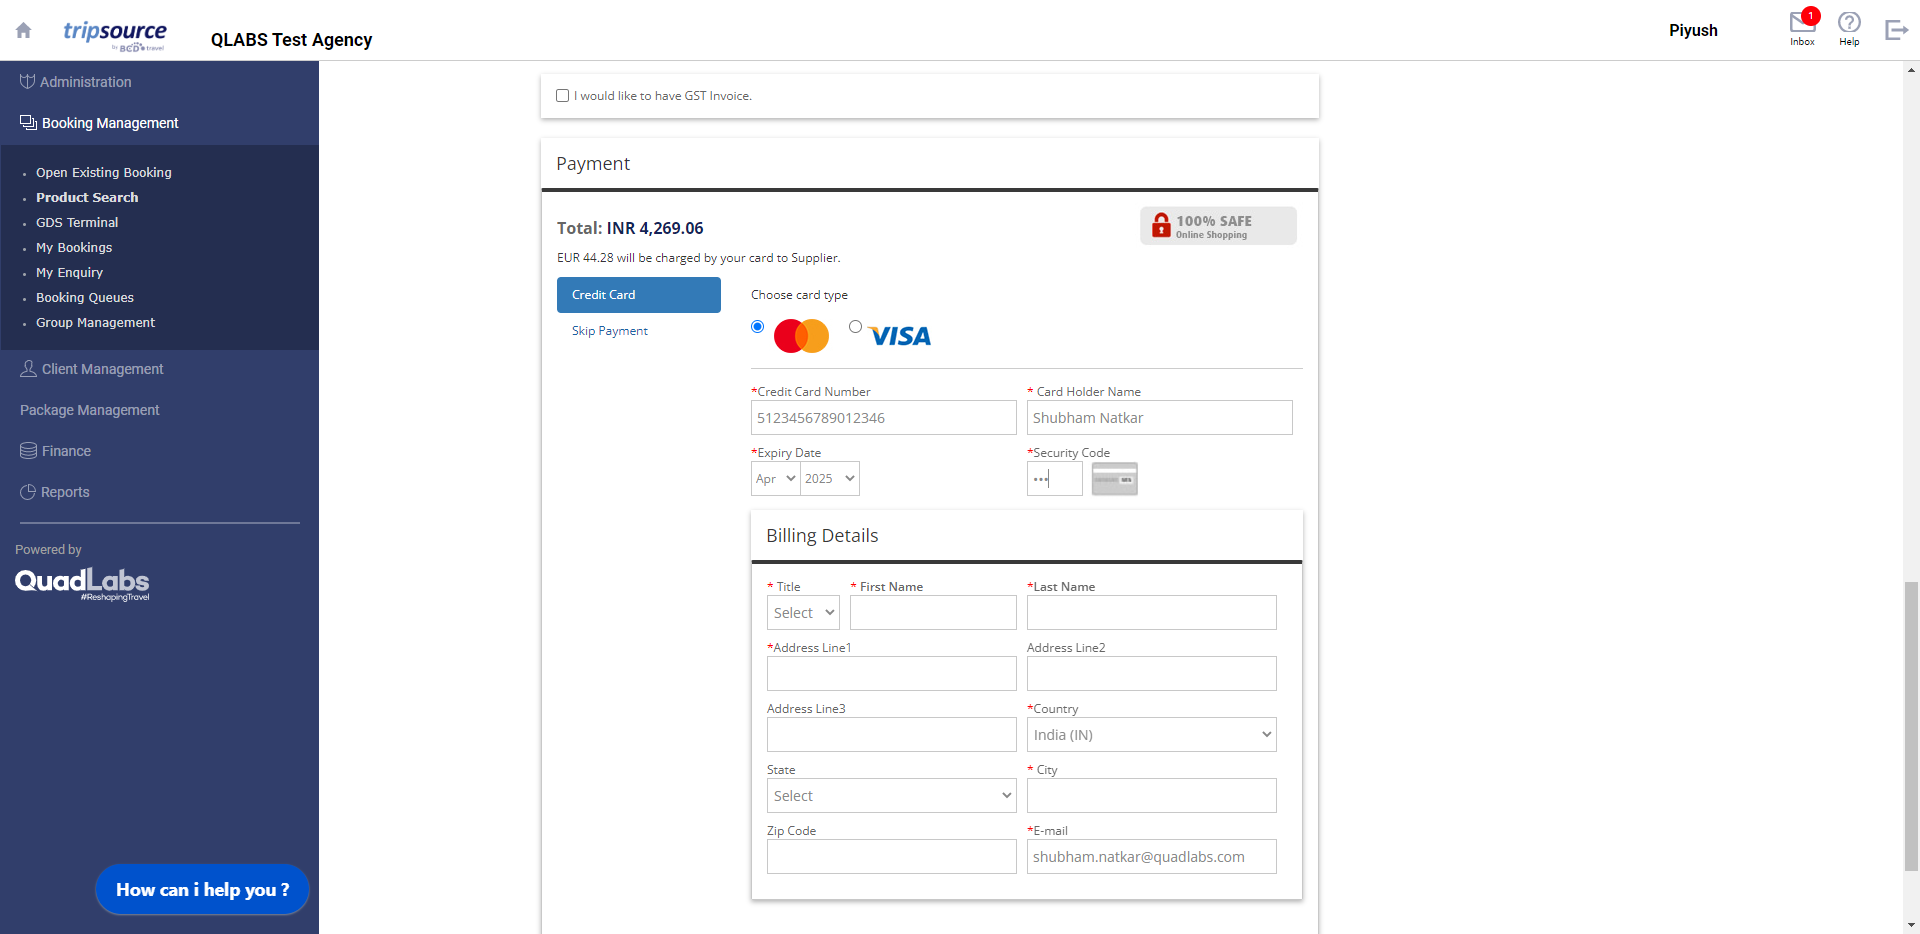 tripsource
by BCD travel
QLABS Test Agency
Piyush
1
Inbox
Help
Administration
Booking Management
Open Existing Booking
Product Search
GDS Terminal
My Bookings
My Enquiry
Booking Queues
Group Management
Client Management
Package Management
Finance
Reports
Powered by
QuadLabs
#ReshapingTravel
How can i help you ?
I would like to have GST Invoice.
Payment
Total: INR 4,269.06
100% SAFE
Online Shopping
EUR 44.28 will be charged by your card to Supplier.
Credit Card
Skip Payment
Choose card type
VISA
*Credit Card Number
* Card Holder Name
5123456789012346
Shubham Natkar
*Expiry Date
*Security Code
Apr
2025
•••
Billing Details
* Title
* First Name
*Last Name
Select
*Address Line1
Address Line2
Address Line3
*Country
India (IN)
State
* City
Select
Zip Code
*E-mail
shubham.natkar@quadlabs.com